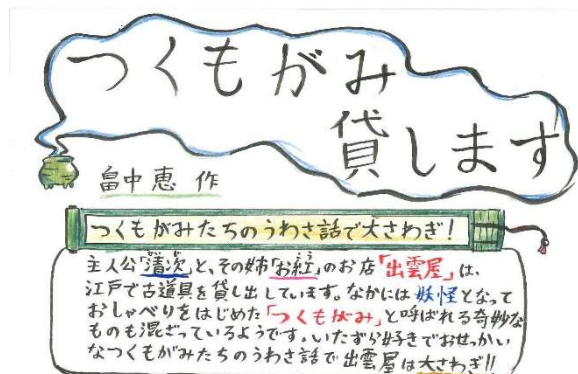 つくもがみ
貸します
畠中恵 作
つくもがみたちのうわさ話で大さわぎ!
主人公「清次」と、その姉「お紅」のお店「出雲屋」は、
江戸で古道具を貸し出しています。なかには妖怪となって
おしゃべりをはじめた「つくもがみ」と呼ばれる奇妙な
ものも混ざっているようです。いたずら好きでおせっかい
なつくもがみたちのうわさ話で出雲屋は大さわぎ!!